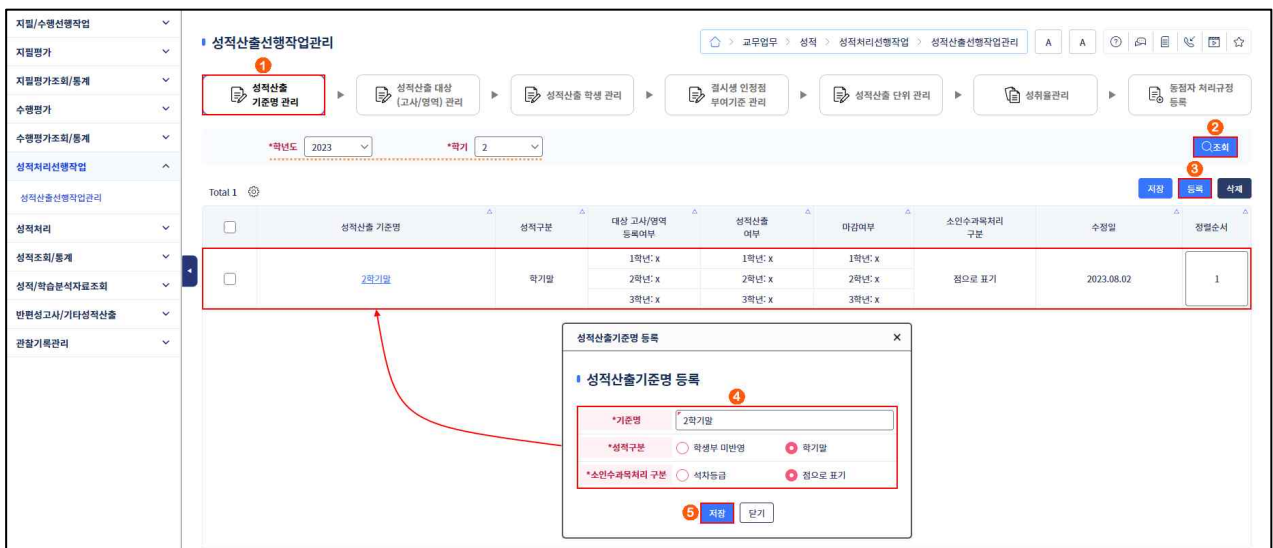 지필/수행선행작업
지필평가
지필평가조회/통계
수행평가
수행평가조회/통계
성적처리선행작업
성적산출선행작업관리
성적처리
성적조회/통계
성적/학습분석자료조회
반편성고사/기타성적산출
관찰기록관리
성적산출선행작업관리
> 교무업무 > 성적 > 성적처리선행작업 > 성적산출선행작업관리
A A
1
성적산출
기준명 관리
성적산출 대상
(고사/영역) 관리
성적산출 학생 관리
결시생 인정점
부여기준 관리
성적산출 단위 관리
성취율관리
동점자 처리규정
등록
2
*학년도 2023 *학기 2 조회
3
Total 1 저장 등록 삭제
성적산출 기준명 성적구분 대상 고사/영역 등록여부 성적산출 여부 마감여부 소인수과목처리 구분 수정일 정렬순서
1학년: x 1학년: x 1학년: x
2학기말 학기말 2학년: x 2학년: x 2학년: x 점으로 표기 2023.08.02 1
3학년: x 3학년: x 3학년: x
성적산출기준명 등록 ×
성적산출기준명 등록
4
*기준명 2학기말
*성적구분 학생부 미반영 학기말
*소인수과목처리 구분 석차등급 점으로 표기
5 저장 닫기